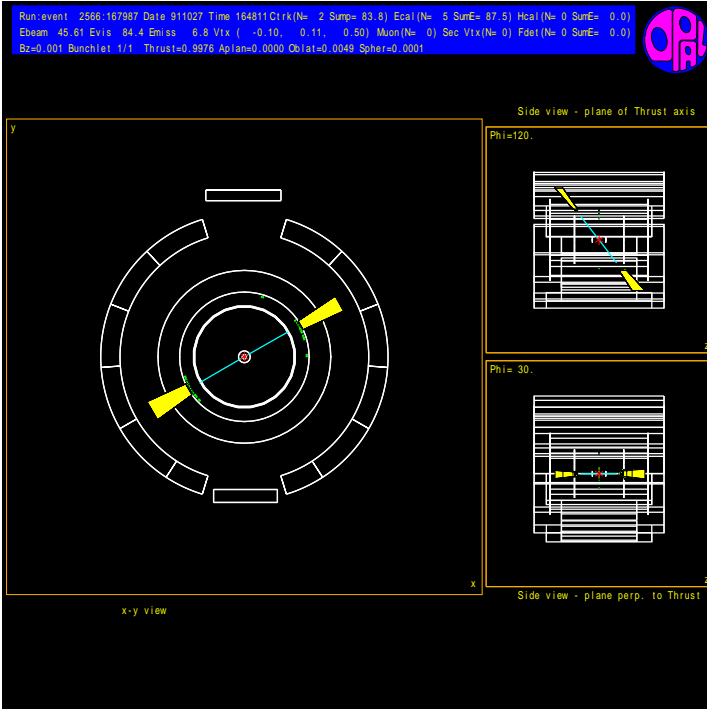 Run:event 2566:167987 Date 911027 Time 164811 Ctrk(N= 2 Sump= 83.8) Ecal(N= 5 SumE= 87.5) Hcal(N= 0 SumE= 0.0)
Ebeam 45.61 Evis 84.4 Emiss 6.8 Vtx ( -0.10, 0.11, 0.50) Muon(N= 0) Sec Vtx(N= 0) Fdet(N= 0 SumE= 0.0)
Bz=0.001 Bunchlet 1/1 Thrust=0.9976 Aplan=0.0000 Oblat=0.0049 Spher=0.0001
OPAL
Side view - plane of Thrust axis
y
Phi=120.
z
Phi= 30.
x
z
Side view - plane perp. to Thrust
x-y view